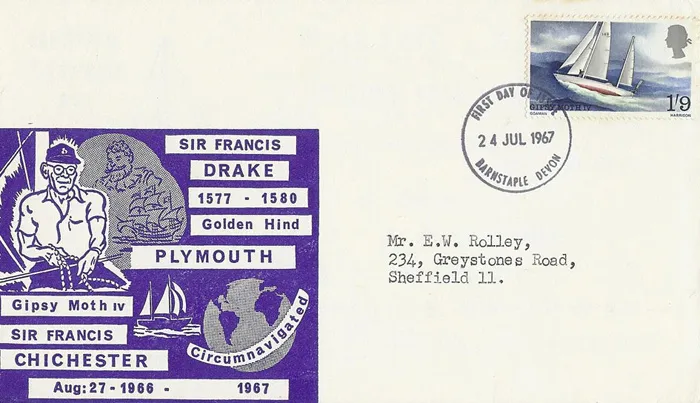 GIPSY MOTH IV
1'9
HARRISON
FIRST DAY OF ISSUE
24 JUL 1967
BARNSTAPLE DEVON
SIR FRANCIS
DRAKE
1577 - 1580
Golden Hind
PLYMOUTH
Gipsy Moth IV
SIR FRANCIS
CHICHESTER
Circumnavigated
Aug: 27 - 1966 - 1967
Mr. E.W. Rolley,
234, Greystones Road,
Sheffield 11.